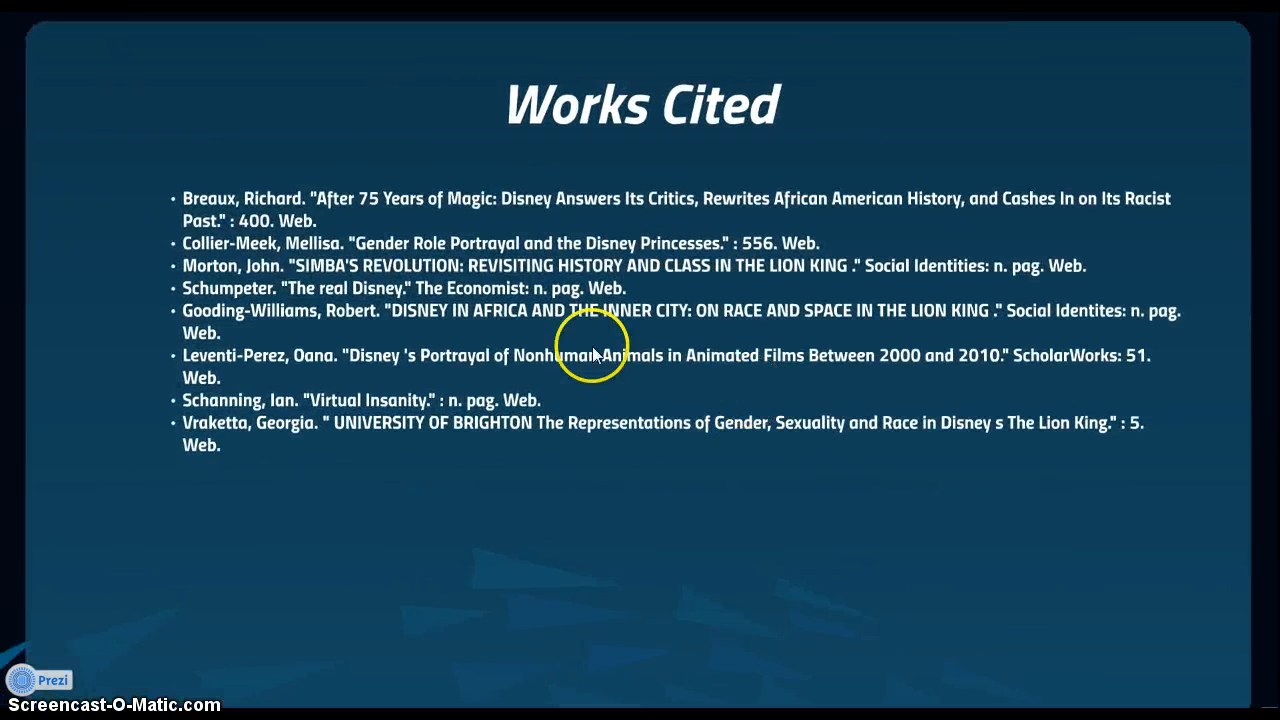 Works Cited
• Breaux, Richard. "After 75 Years of Magic: Disney Answers Its Critics, Rewrites African American History, and Cashes In on Its Racist
Past." : 400. Web.
• Collier-Meek, Mellisa. "Gender Role Portrayal and the Disney Princesses." : 556. Web.
• Morton, John. "SIMBA'S REVOLUTION: REVISITING HISTORY AND CLASS IN THE LION KING ." Social Identities: n. pag. Web.
• Schumpeter. "The real Disney." The Economist: n. pag. Web.
• Gooding-Williams, Robert. "DISNEY IN AFRICA AND THE INNER CITY: ON RACE AND SPACE IN THE LION KING ." Social Identites: n. pag.
Web.
• Leventi-Perez, Oana. "Disney 's Portrayal of Nonhuman Animals in Animated Films Between 2000 and 2010." ScholarWorks: 51.
Web.
• Schanning, Ian. "Virtual Insanity." : n. pag. Web.
• Vraketta, Georgia. " UNIVERSITY OF BRIGHTON The Representations of Gender, Sexuality and Race in Disney s The Lion King." : 5.
Web.
Prezi
Screencast-O-Matic.com